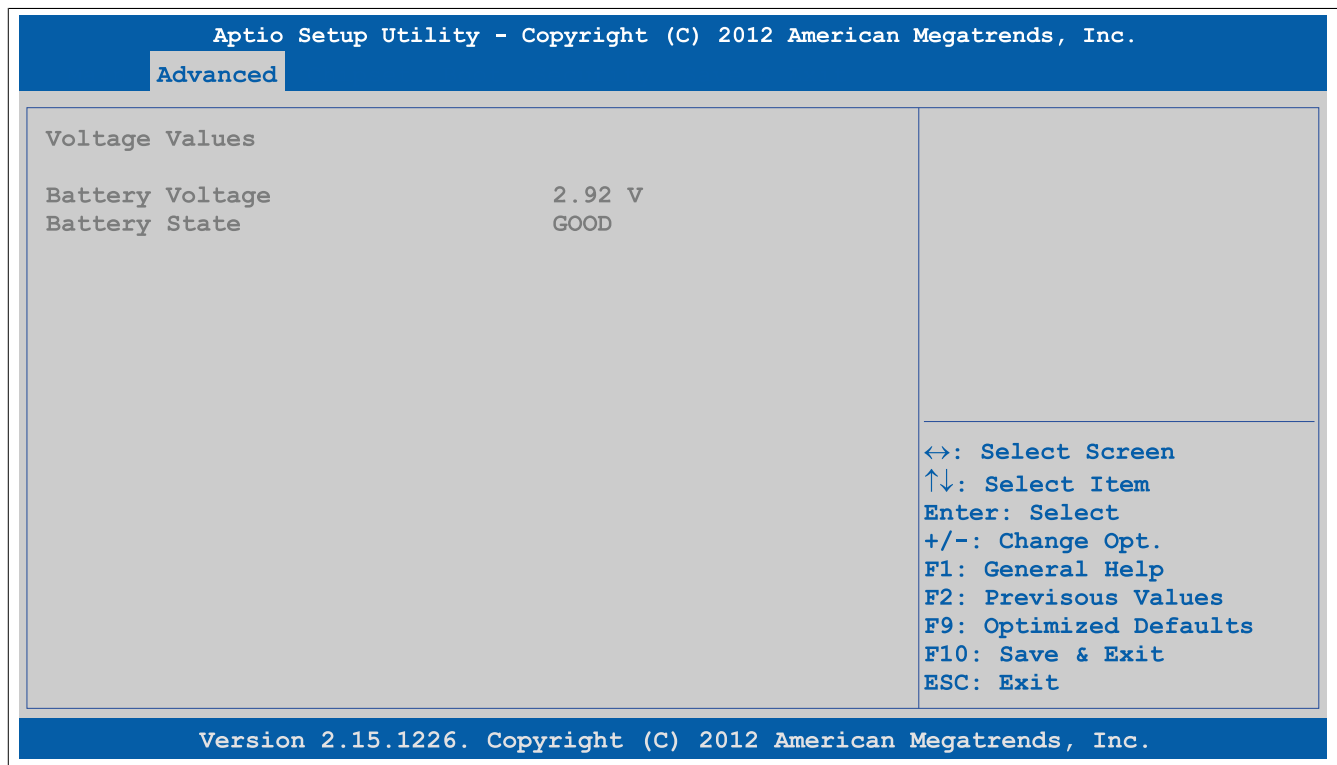 Aptio Setup Utility - Copyright (C) 2012 American Megatrends, Inc.
Advanced
Voltage Values
Battery Voltage 2.92 V
Battery State GOOD
↔: Select Screen
↑↓: Select Item
Enter: Select
+/-: Change Opt.
F1: General Help
F2: Previsous Values
F9: Optimized Defaults
F10: Save & Exit
ESC: Exit
Version 2.15.1226. Copyright (C) 2012 American Megatrends, Inc.